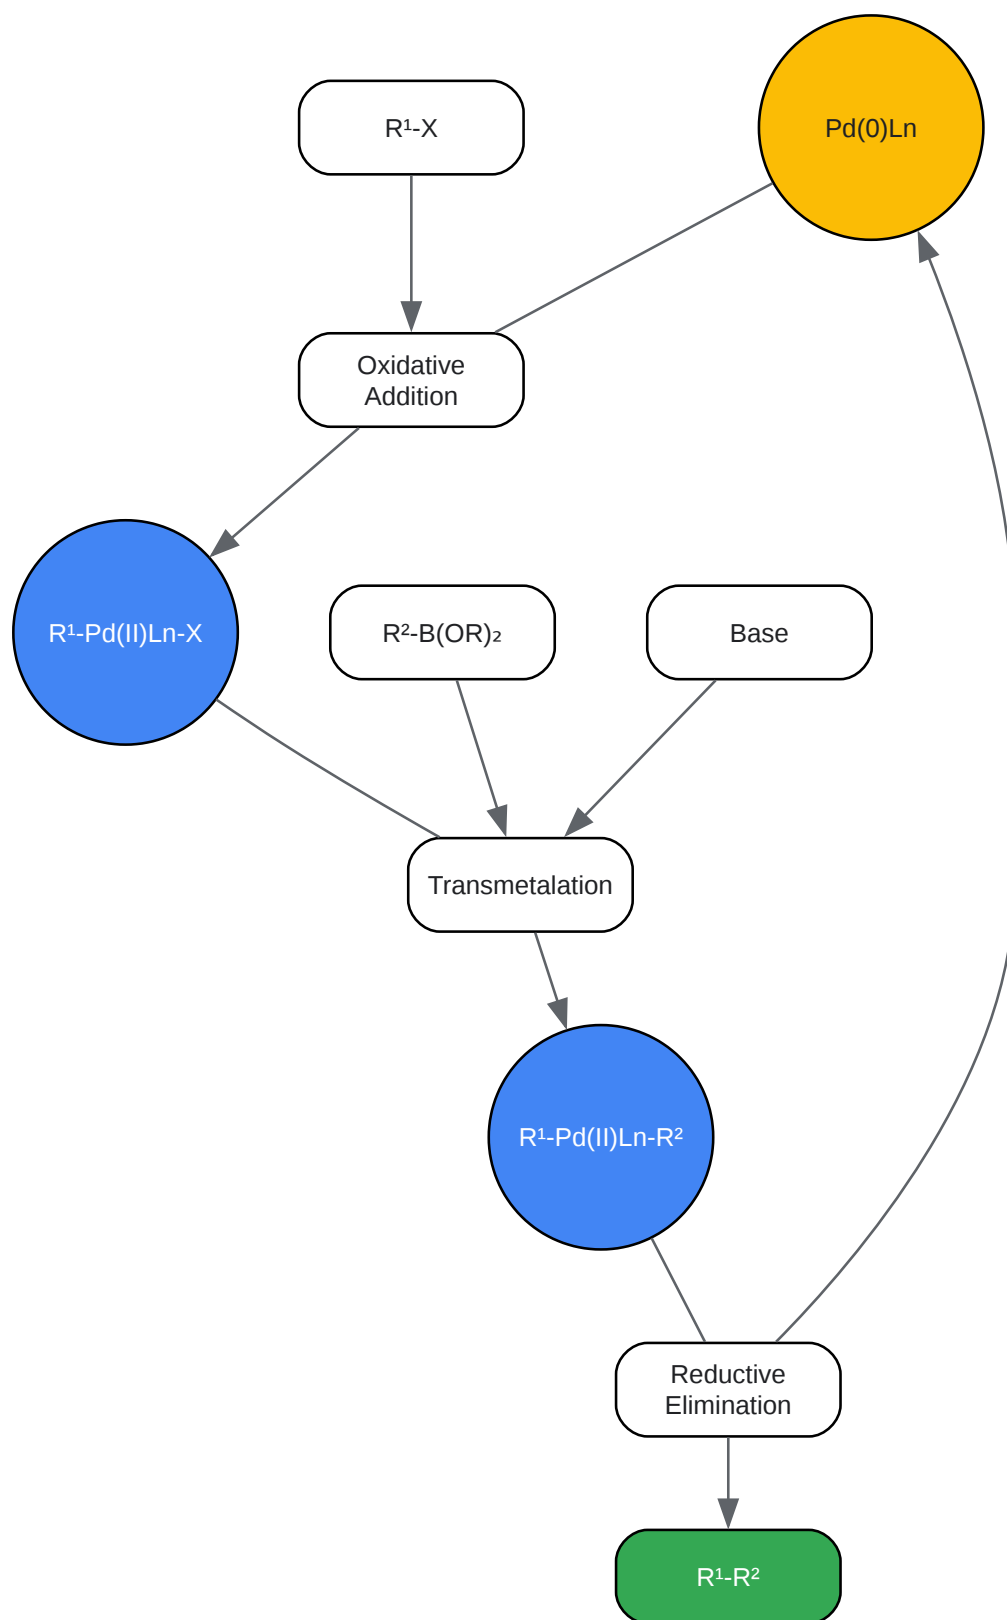 R¹-X
Pd(0)Ln
Oxidative
Addition
R¹-Pd(II)Ln-X
R²-B(OR)₂
Base
Transmetalation
R¹-Pd(II)Ln-R²
Reductive
Elimination
R¹-R²